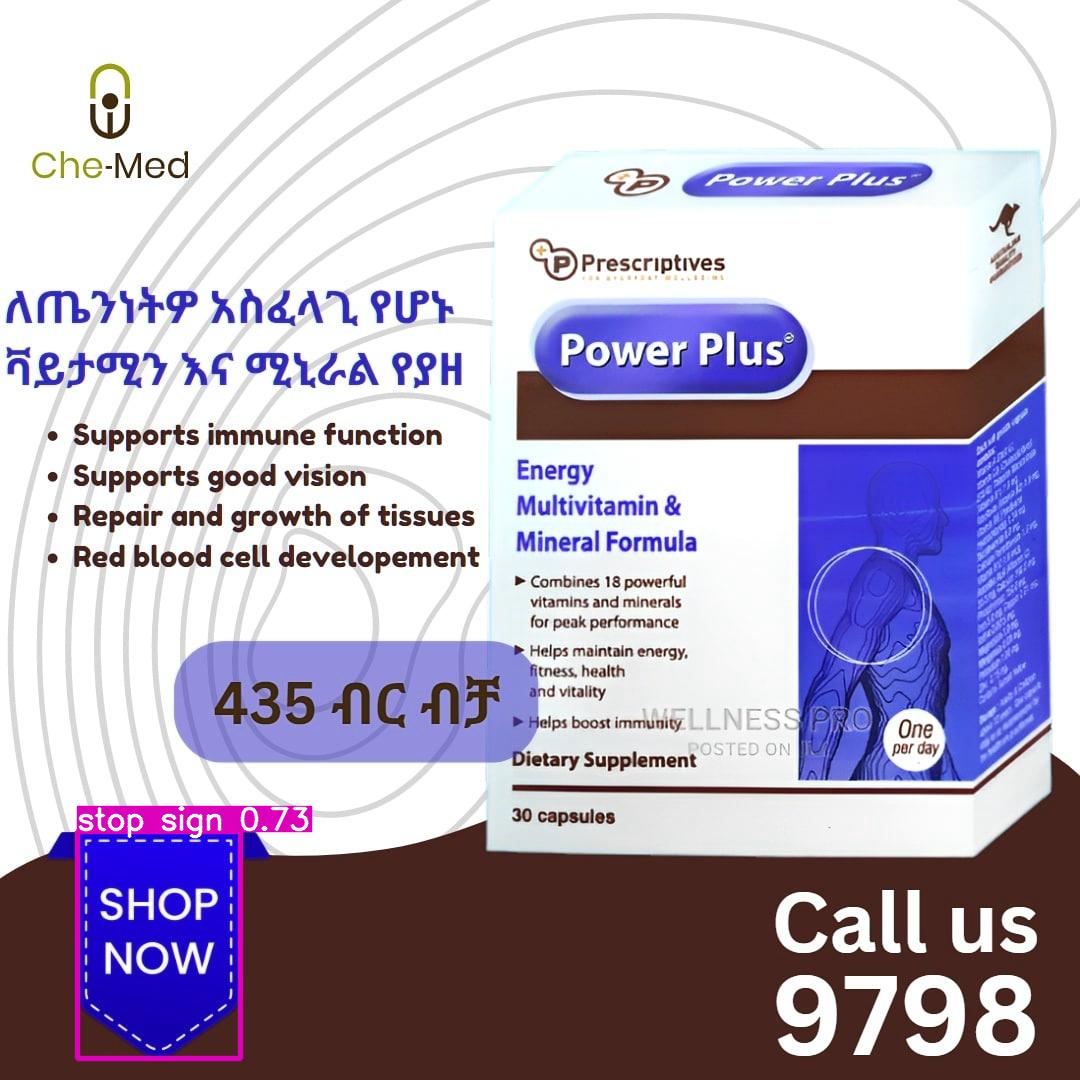 Che-Med
ለጤንነትዎ አስፈላጊ የሆኑ
ቫይታሚን እና ሚኒራል የያዘ
• Supports immune function
• Supports good vision
• Repair and growth of tissues
• Red blood cell developement
435 ብር ብቻ
stop sign 0.73
SHOP
NOW
Power Plus
Prescriptives
FOR EVERYDAY WELLBEING
Power Plus
Energy
Multivitamin &
Mineral Formula
Combines 18 powerful
vitamins and minerals
for peak performance
Helps maintain energy,
fitness, health
and vitality
Helps boost immunity
WELLNESS PRO
POSTED ON
One
per day
Dietary Supplement
30 capsules
Call us
9798